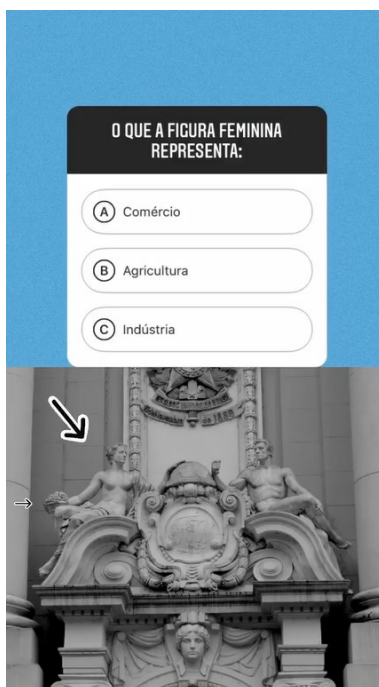 O QUE A FIGURA FEMININA
REPRESENTA:
A Comércio
B Agricultura
C Indústria